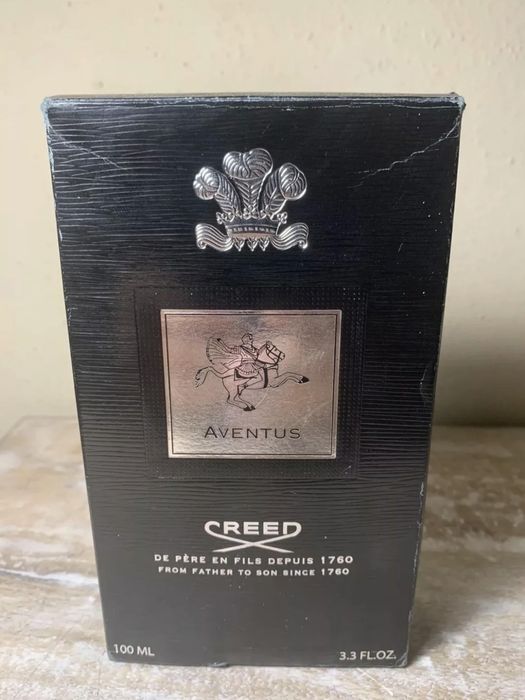 AVENTUS
CREED
DE PÈRE EN FILS DEPUIS 1760
FROM FATHER TO SON SINCE 1760
100 ML
3.3 FL.OZ.